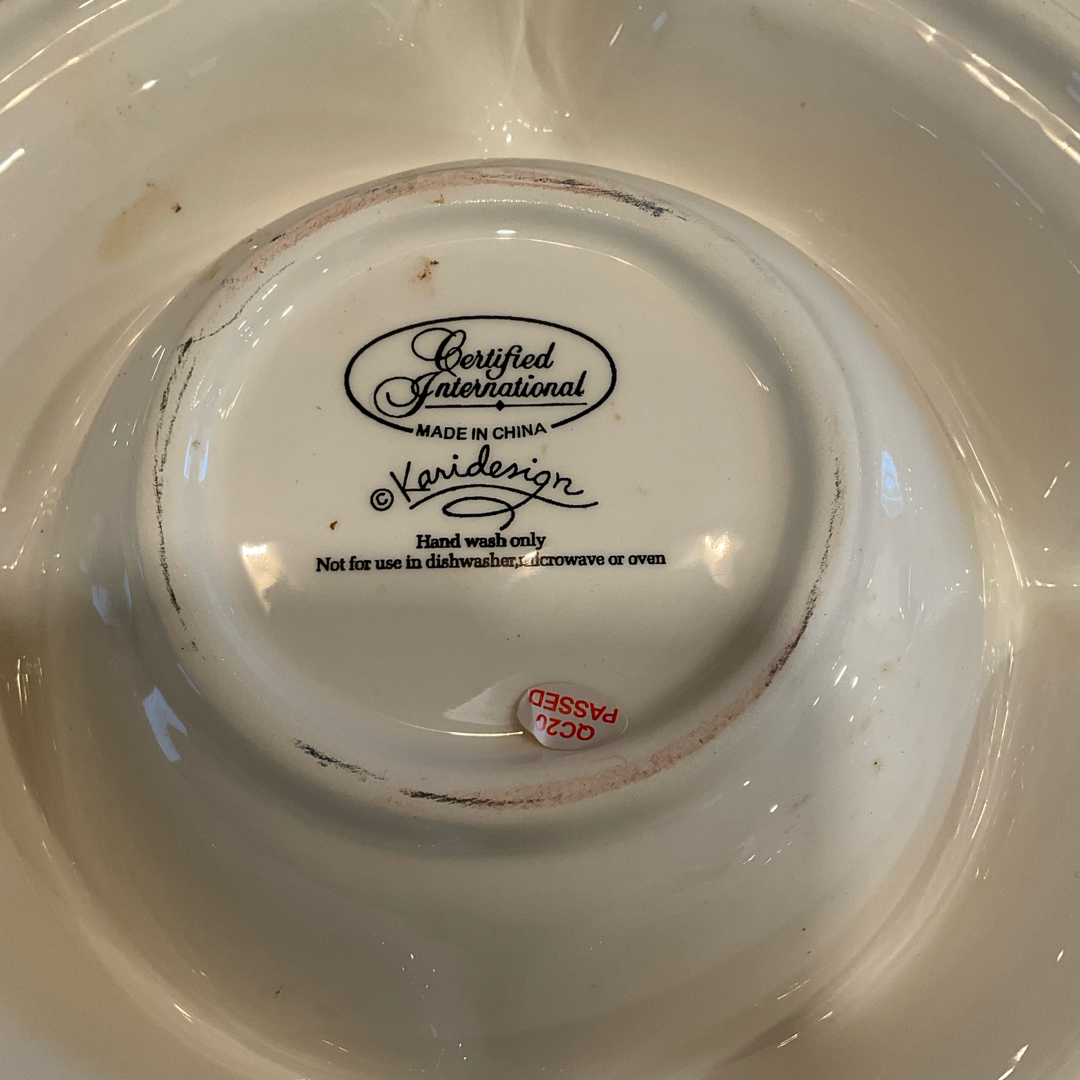 Certified
International
MADE IN CHINA
© Karidesign
Hand wash only
Not for use in dishwasher,microwave or oven
QC20
PASSED